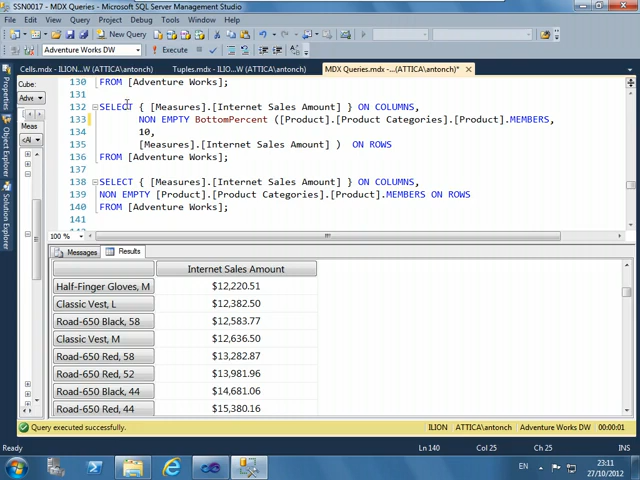 SSN0017 - MDX Queries - Microsoft SQL Server Management Studio
File Edit View Query Project Debug Tools Window Help
New Query
Adventure Works DW
Execute
Cells.mdx - ILION...W (ATTICA\antonch)
Tuples.mdx - ILIO...W (ATTICA\antonch)
MDX Queries.mdx -...(ATTICA\antonch)* ×
Properties
Object Explorer
Solution Explorer
Cube:
Adve
Meas
<Al
130 FROM [Adventure Works];
131
132 SELECT { [Measures].[Internet Sales Amount] } ON COLUMNS,
133 NON EMPTY BottomPercent ([Product].[Product Categories].[Product].MEMBERS,
134 10,
135 [Measures].[Internet Sales Amount] ) ON ROWS
136 FROM [Adventure Works];
137
138 SELECT { [Measures].[Internet Sales Amount] } ON COLUMNS,
139 NON EMPTY [Product].[Product Categories].[Product].MEMBERS ON ROWS
140 FROM [Adventure Works];
141
100 %
Messages
Results
Internet Sales Amount
Half-Finger Gloves, M $12,220.51
Classic Vest, L $12,382.50
Road-650 Black, 58 $12,583.77
Classic Vest, M $12,636.50
Road-650 Red, 58 $13,282.87
Road-650 Red, 52 $13,981.96
Road-650 Black, 44 $14,681.06
Road-650 Red, 44 $15,380.16
Query executed successfully.
ILION
ATTICA\antonch
Adventure Works DW
00:00:01
Ready
Ln 140
Col 25
Ch 25
INS
EN
23:11
27/10/2012